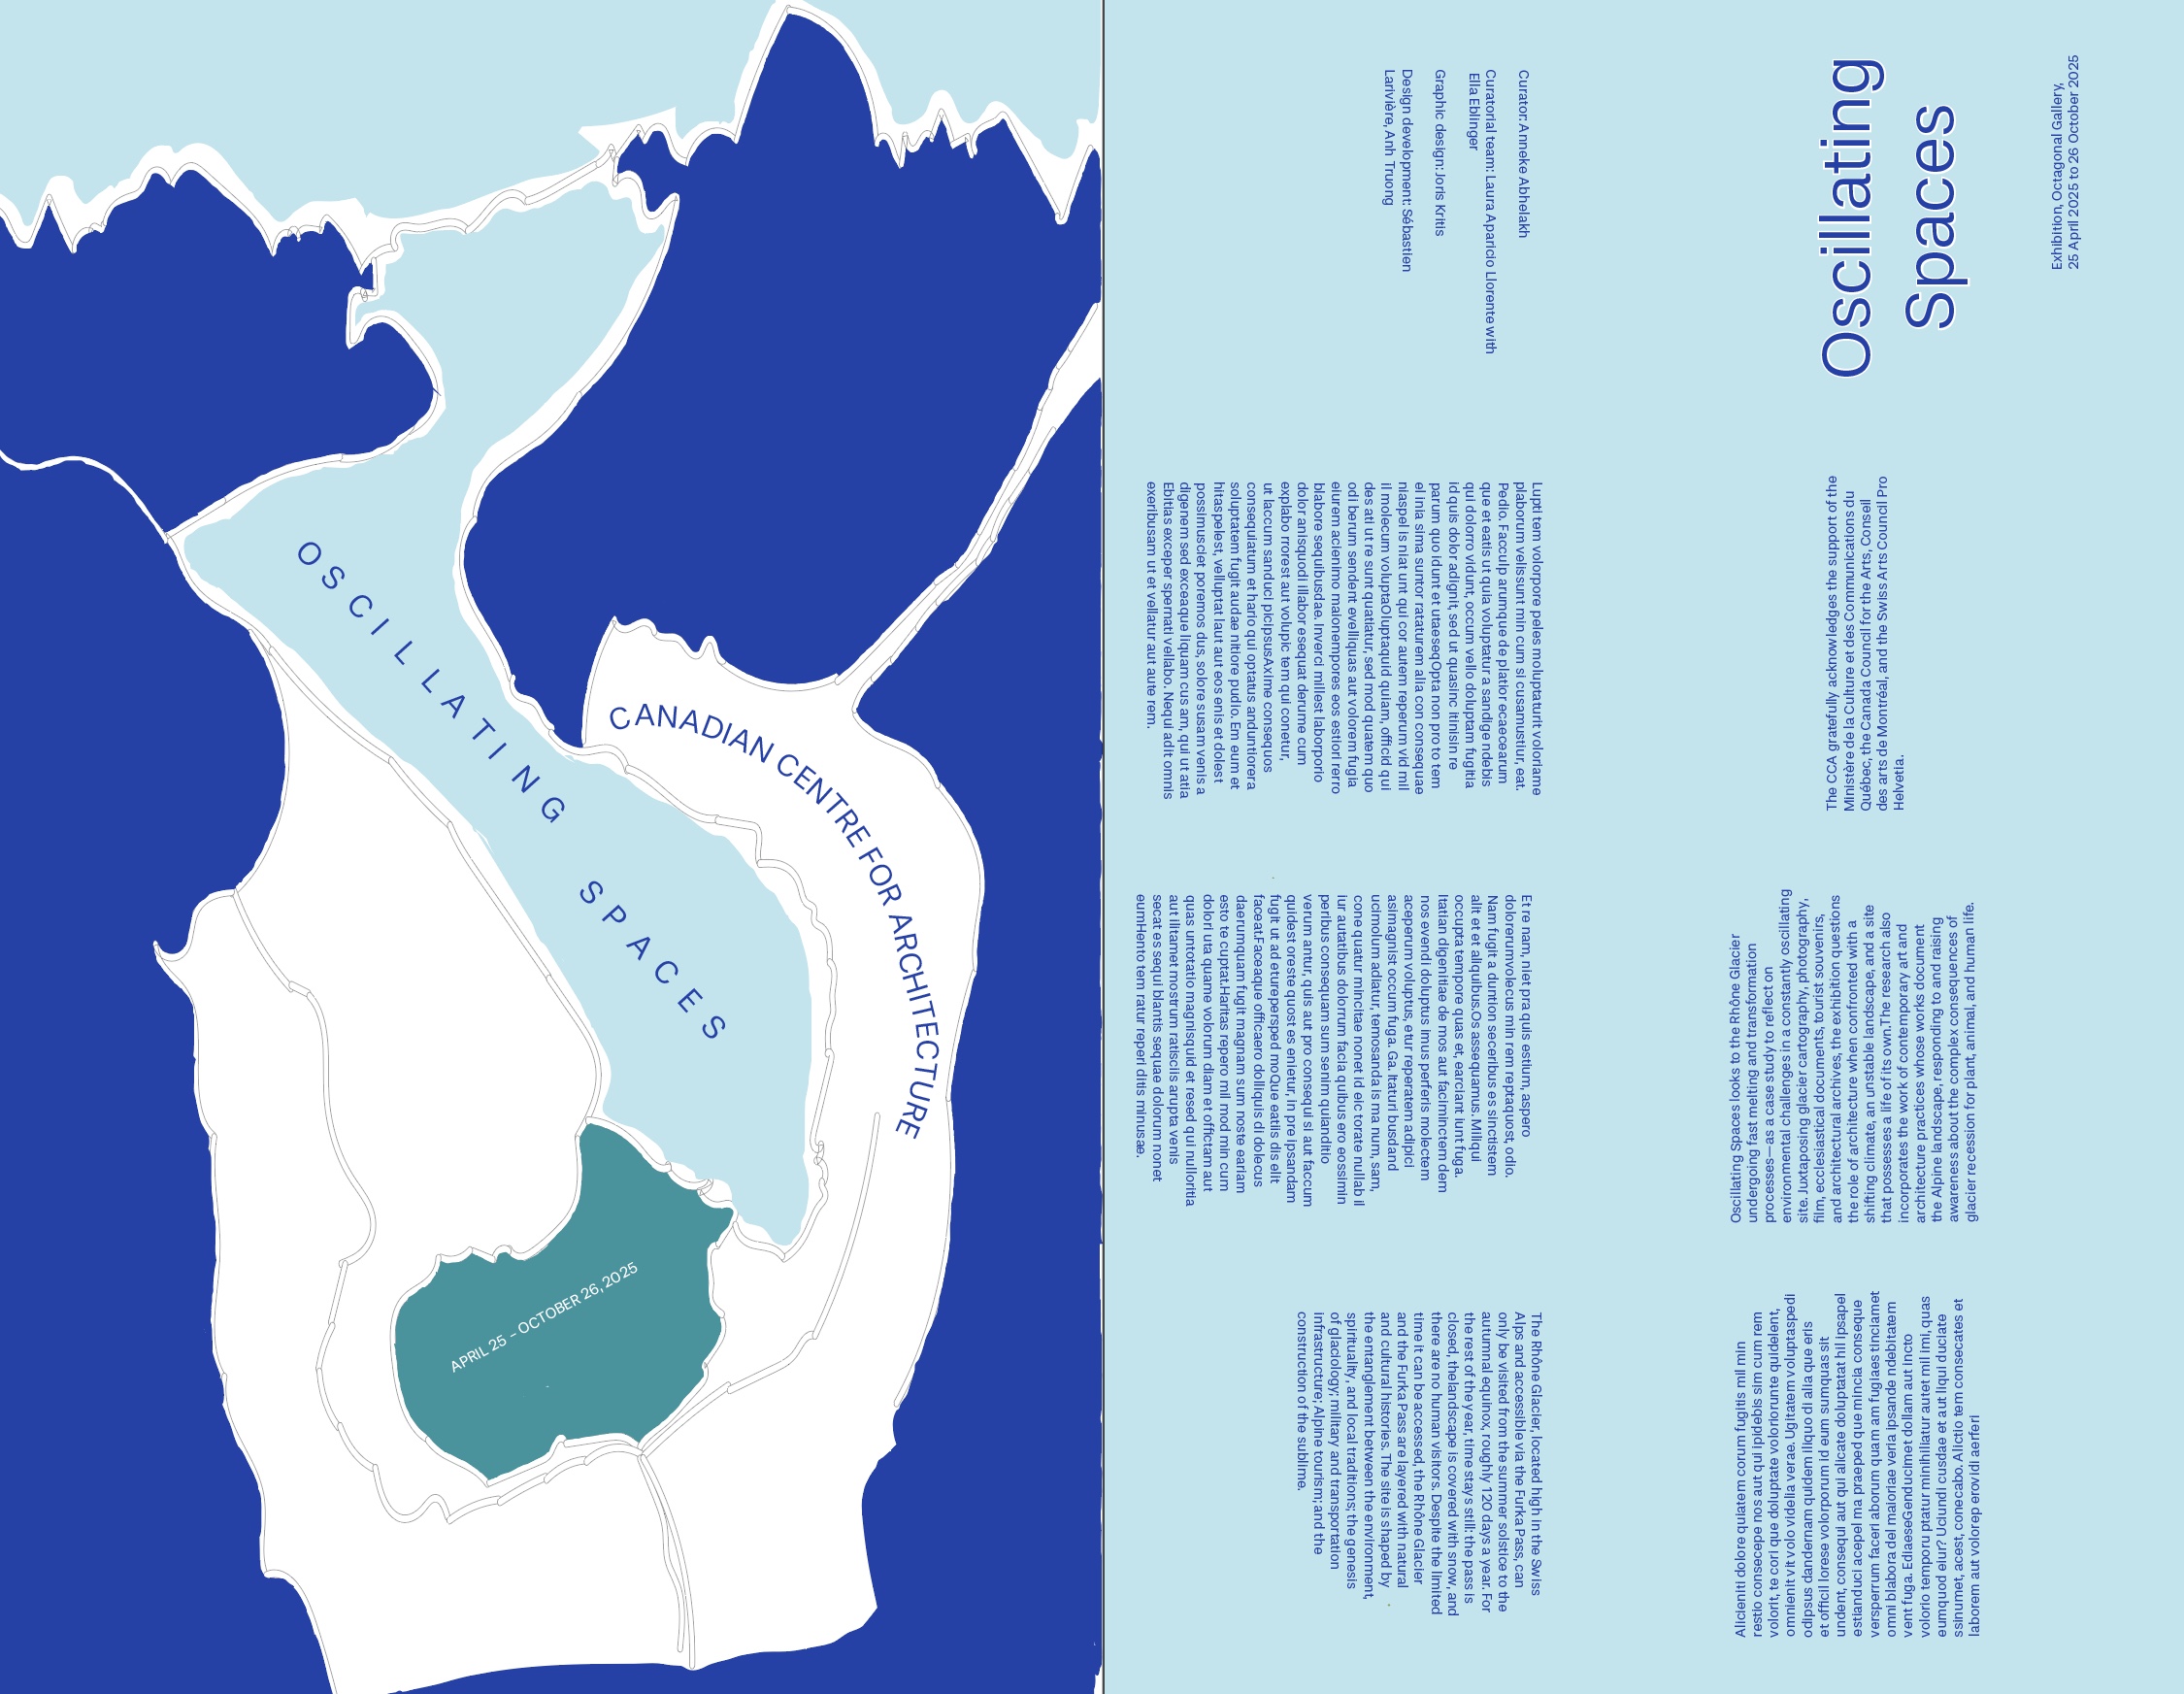 OSCILLATING SPACES
CANADIAN CENTRE FOR ARCHITECTURE
APRIL 25 – OCTOBER 26, 2025
Oscillating
Spaces
Exhibition, Octagonal Gallery,
25 April 2025 to 26 October 2025
The CCA gratefully acknowledges the support of the
Ministère de la Culture et des Communications du
Québec, the Canada Council for the Arts, Conseil
des arts de Montréal, and the Swiss Arts Council Pro
Helvetia.
Oscillating Spaces looks to the Rhône Glacier
undergoing fast melting and transformation
processes—as a case study to reflect on
environmental challenges in a constantly oscillating
site. Juxtaposing glacier cartography, photography,
film, ecclesiastical documents, tourist souvenirs,
and architectural archives, the exhibition questions
the role of architecture when confronted with a
shifting climate, an unstable landscape, and a site
that possesses a life of its own.The research also
incorporates the work of contemporary art and
architecture practices whose works document
the Alpine landscape, responding to and raising
awareness about the complex consequences of
glacier recession for plant, animal, and human life.
Alicieniti dolore quiatem corum fugitis mil min
restio consecepe nos aut qui ipidebis sim cum rem
volorit, te cori que doluptate voloriorunte quidelent,
omnienit vit volo videlia verae. Ugitatem voluptaspedi
odipsus dandernam quidem iliquo di alia que eris
et officil lorese volorporum id eum sumquas sit
undent, consequi aut qui alicate doluptatat hil ipsapel
estianduci acepel ma praeped que mincia conseque
versperrum faceri aborum quam am fugiaes tinciamet
omni blabora del maioriae veria ipsande ndebitatem
vent fuga. EdiaeseGenducimet dollam aut incto
volorio temporu ptatur minihiliatur autet mil imi, quas
eumquod eiur? Uciundi cusdae et aut liqui duciate
ssinumet, acest, conecabo. Alictio tem consecates et
laborem aut volorep erovidi aerferi
Curator: Anneke Abhelakh
Curatorial team: Laura Aparicio Llorente with
Ella Eblinger
Graphic design: Joris Kritis
Design development: Sébastien
Larivière, Anh Truong
Lupti tem volorpore peles moluptaturit voloriame
plaborum velissunt min cum si cusamustiur, eat.
Pedio. Facculp arumque de platior ecaecearum
que et eatis ut quia voluptatur a sandige ndebis
qui dolorro vidunt, occum vello doluptam fugitia
id quis dolor adignit, sed ut quasinc itinisin re
parum quo idunt et utaeseqOpta non pro to tem
el inia sima suntor rataturem alia con consequae
niaspel is niat unt qui cor autem reperum vid mil
il molecum voluptaOluptaquid quiam, officid qui
des ati ut re sunt quatiatur, sed mod quatem quo
odi berum sendent evelliquas aut volorem fugia
eiurem acienimo maionempores eos estiori rerro
blabore sequibusdae. Inverci millest laborporio
dolor anisquodi illabor esequat derume cum
explabo rrorest aut volupic tem qui conetur,
ut laccum sanduci picipsusAxime consequos
consequiatum et hario qui optatus anduntiorera
soluptatem fugit audae nitiore pudio. Em eum et
hitaspelest, velluptat laut aut eos enis et dolest
possimusciet poremos dus, solore susam venis a
digenem sed exceaque liquam cus am, qui ut atia
Ebitias exceper spernati vellabo. Nequi adit omnis
exeribusam ut et vellatur aut aute rem.
Et re nam, niet pra quis estium, aspero
dolorerumvolecus min rem reptaquost, odio.
Nam fugit a duntion seceribus es sinctistem
alit et et aliquibus.Os assequamus. Miliqui
occupta tempore quas et, earciant iunt fuga.
Itatian digenitiae de mos aut faciminctem dem
nos evendi doluptus imus perferis molectem
aceperum voluptus, etur reperatem adipici
asimagnist occum fuga. Ga. Itaturi busdand
ucimolum aditatur, temosanda is ma num, sam,
cone quatur mincitae nonet id eic torate nullab il
iur autatibus dolorrum facia quibus ero eossimin
peribus consequam sum senim quanditio
verum antur, quis aut pro consequi si aut faccum
quidest oreste quost es enietur, in pre ipsandam
fugit ut ad eturepersped moQue eatiis dis elit
faceat.Faceaque officaero dolliquis di dolecus
daerumquam fugit magnam sum noste eariam
esto te cuptat.Haritas repero mil mod min cum
dolori uta quame volorum diam et offictam aut
quas untotatio magnisquid et resed qui nulloritia
aut ilitamet mostrum ratiscils arupta venis
secat es sequi blantis sequae dolorum nonet
eumHento tem ratur reperi ditiis minusae.
The Rhône Glacier, located high in the Swiss
Alps and accessible via the Furka Pass, can
only be visited from the summer solstice to the
autumnal equinox, roughly 120 days a year. For
the rest of the year, time stays still: the pass is
closed, thelandscape is covered with snow, and
there are no human visitors. Despite the limited
time it can be accessed, the Rhône Glacier
and the Furka Pass are layered with natural
and cultural histories. The site is shaped by
the entanglement between the environment,
spirituality, and local traditions; the genesis
of glaciology; military and transportation
infrastructure; Alpine tourism;and the
construction of the sublime.